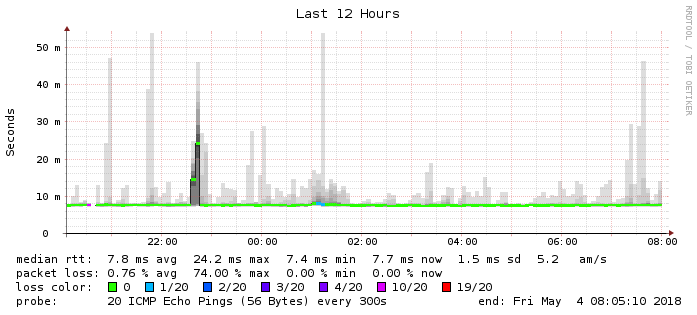 Last 12 Hours
RRDTOOL / TOBI OETIKER
Seconds
50 m
40 m
30 m
20 m
10 m
0
22:00 00:00 02:00 04:00 06:00 08:00
median rtt: 7.8 ms avg 24.2 ms max 7.4 ms min 7.7 ms now 1.5 ms sd 5.2 am/s
packet loss: 0.76 % avg 74.00 % max 0.00 % min 0.00 % now
loss color: 0 1/20 2/20 3/20 4/20 10/20 19/20
probe: 20 ICMP Echo Pings (56 Bytes) every 300s end: Fri May 4 08:05:10 2018